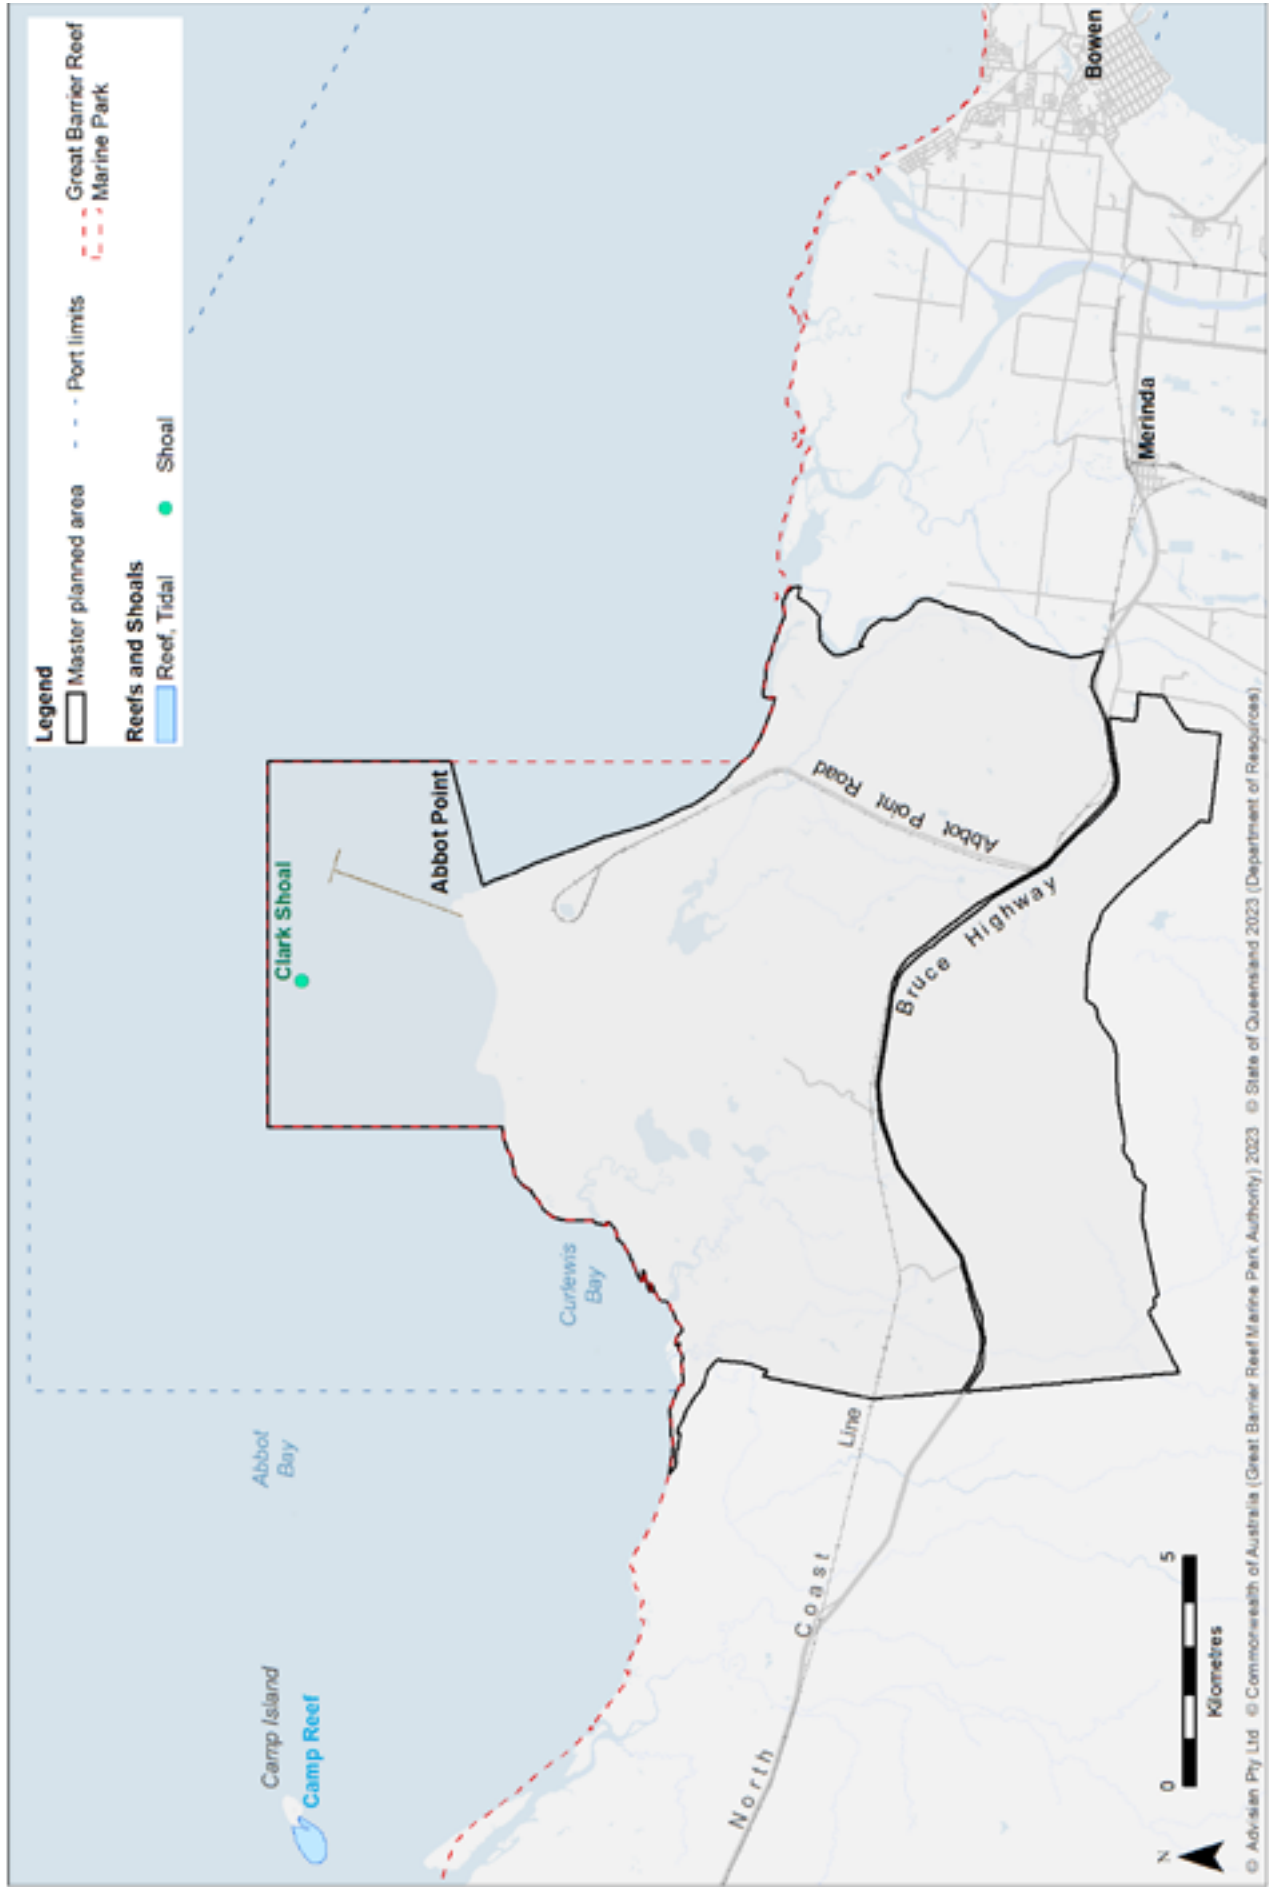 Legend
Master planned area
Port limits
Great Barrier Reef
Marine Park
Reefs and Shoals
Reef, Tidal
Shoal
Camp Island
Camp Reef
Abbot
Bay
Clark Shoal
Abbot Point
Curlewis
Bay
Abbot Point Road
Bruce Highway
North Coast Line
Merinda
Bowen
N
0 5
Kilometres
© Advisian Pty Ltd © Commonwealth of Australia (Great Barrier Reef Marine Park Authority) 2023 © State of Queensland 2023 (Department of Resources)